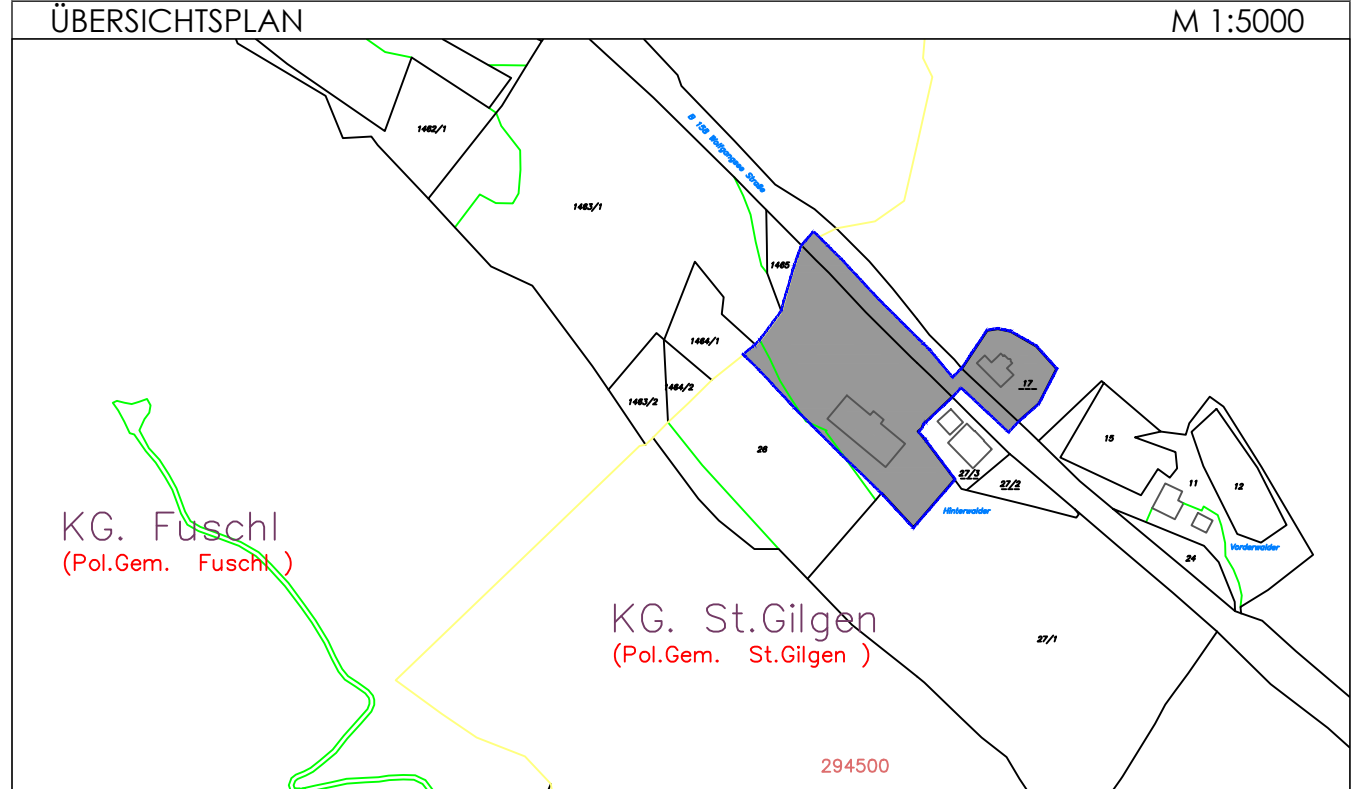 ÜBERSICHTSPLAN
M 1:5000
1462/1
B 158 Wolfgangsee Straße
1463/1
1465
1464/1
1464/2
1463/2
17
26
27/3
27/2
Hinterwalder
15
11
12
Vorderwalder
24
KG. Fuschl
(Pol.Gem. Fuschl )
KG. St.Gilgen
(Pol.Gem. St.Gilgen )
27/1
294500